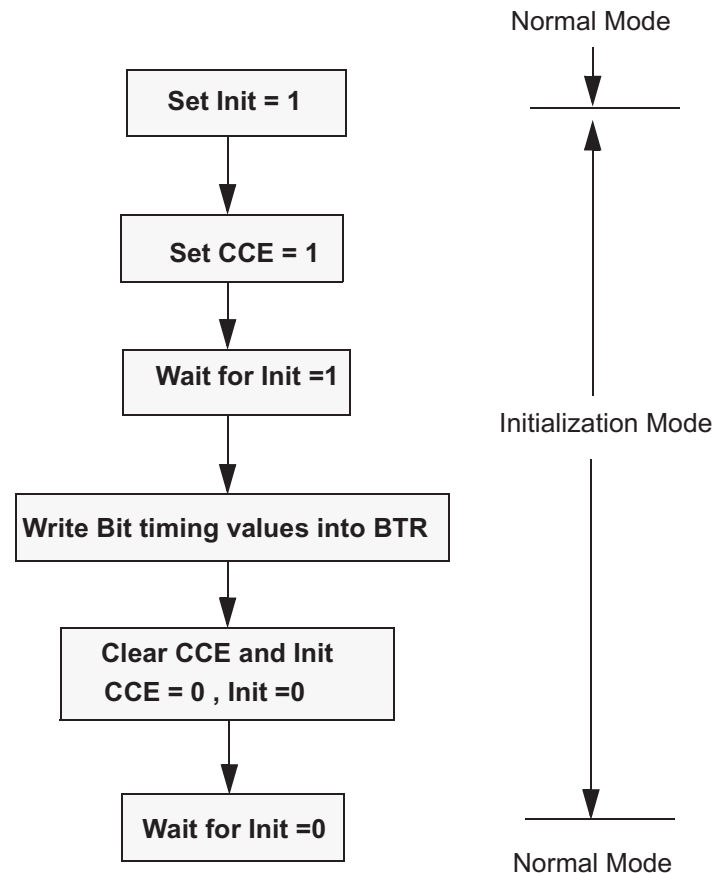 Normal Mode
Set Init = 1
Set CCE = 1
Wait for Init =1
Initialization Mode
Write Bit timing values into BTR
Clear CCE and Init
CCE = 0 , Init =0
Wait for Init =0
Normal Mode